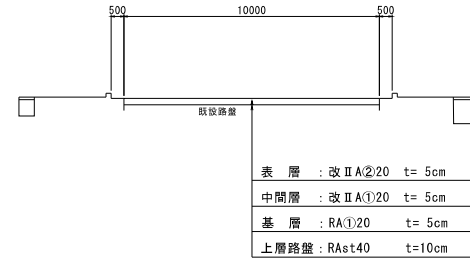 500 10000 500
既設路盤
表 層 : 改ⅡA②20 t= 5cm
中間層 : 改ⅡA①20 t= 5cm
基 層 : RA①20 t= 5cm
上層路盤 : RAst40 t=10cm